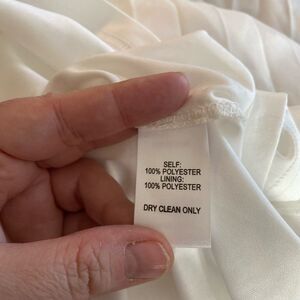 SELF:
100% POLYESTER
LINING:
100% POLYESTER
DRY CLEAN ONLY